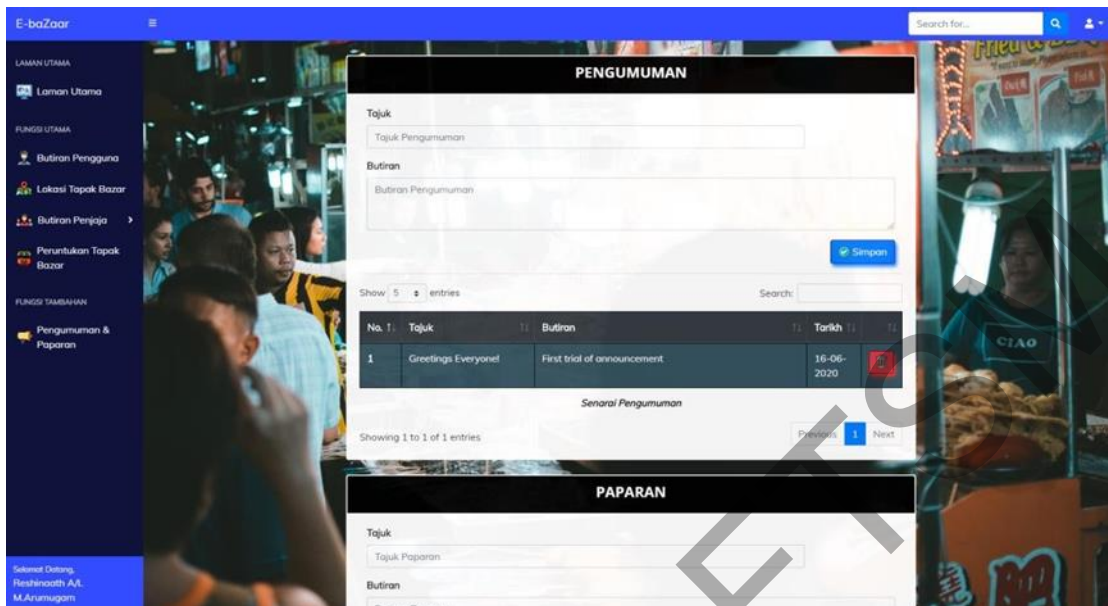 E-baZaar
Search for...
LAMAN UTAMA
Laman Utama
FUNGSI UTAMA
Butiran Pengguna
Lokasi Tapak Bazar
Butiran Penjaja
Peruntukan Tapak
Bazar
FUNGSI TAMBAHAN
Pengumuman &
Paparan
Selamat Datang,
Reshinaath A/L
M.Arumugam
PENGUMUMAN
Tajuk
Tajuk Pengumuman
Butiran
Butiran Pengumuman
Simpan
Show 5 entries
Search:
No. Tajuk Butiran Tarikh
1 Greetings Everyone! First trial of announcement 16-06-
2020
Senarai Pengumuman
Showing 1 to 1 of 1 entries
Previous 1 Next
PAPARAN
Tajuk
Tajuk Paparan
Butiran
CIAO